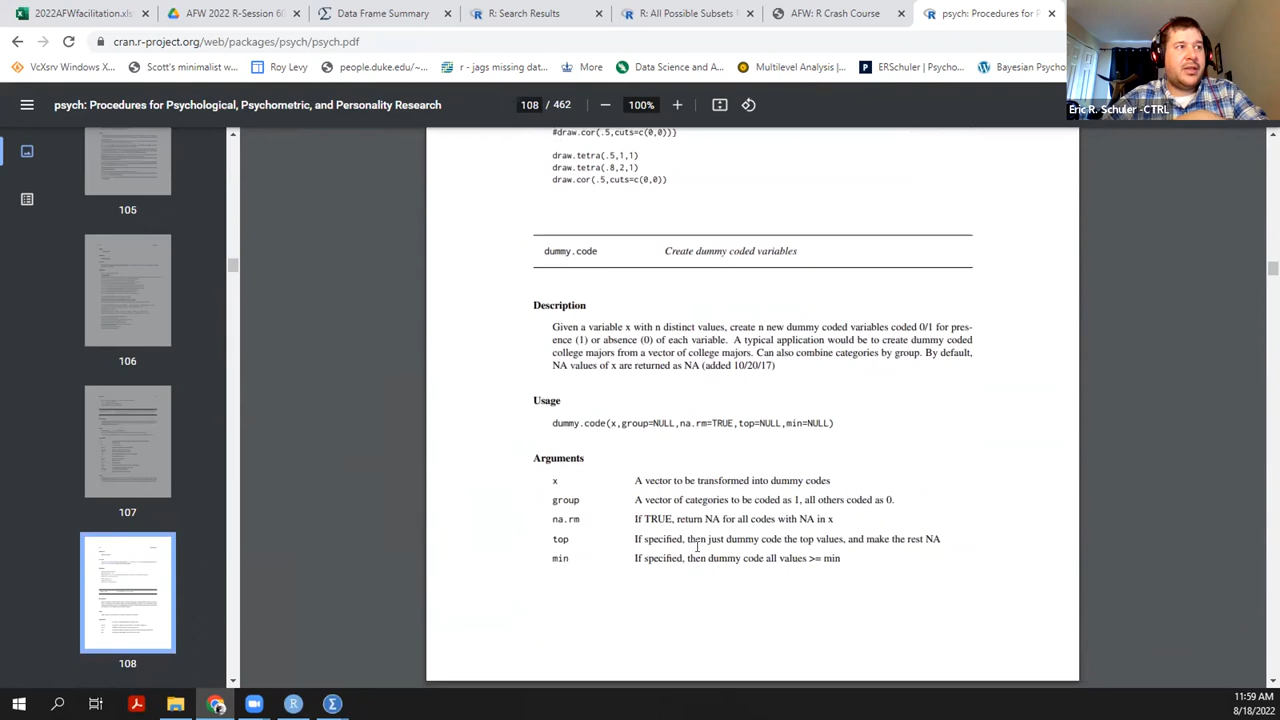 2022AFWfacilitation.xls
AFW 2022 R-Session 60
Data Frame Summary
R: Search Results
R: All Possible Subsets
AFW: R Crash Course
psych: Procedures for P
cran.r-project.org/web/packages/psych/psych.pdf
VcXsrv Windows X...
Scott's minimalist w...
Roy Levy
More
Data Science and A...
Multilevel Analysis |...
ERSchuler | Psycho...
Bayesian Psycho
Eric R. Schuler -CTRL
psych: Procedures for Psychological, Psychometric, and Personality Research
108 / 462
100%
#draw.cor(.5,cuts=c(0,0))}
draw.tetra(.5,1,1)
draw.tetra(.8,2,1)
draw.cor(.5,cuts=c(0,0))
dummy.code Create dummy coded variables
Description
Given a variable x with n distinct values, create n new dummy coded variables coded 0/1 for pres-
ence (1) or absence (0) of each variable. A typical application would be to create dummy coded
college majors from a vector of college majors. Can also combine categories by group. By default,
NA values of x are returned as NA (added 10/20/17)
Usage
dummy.code(x,group=NULL,na.rm=TRUE,top=NULL,min=NULL)
Arguments
x A vector to be transformed into dummy codes
group A vector of categories to be coded as 1, all others coded as 0.
na.rm If TRUE, return NA for all codes with NA in x
top If specified, then just dummy code the top values, and make the rest NA
min If specified, then dummy code all values >= min
105
106
107
108
11:59 AM
8/18/2022